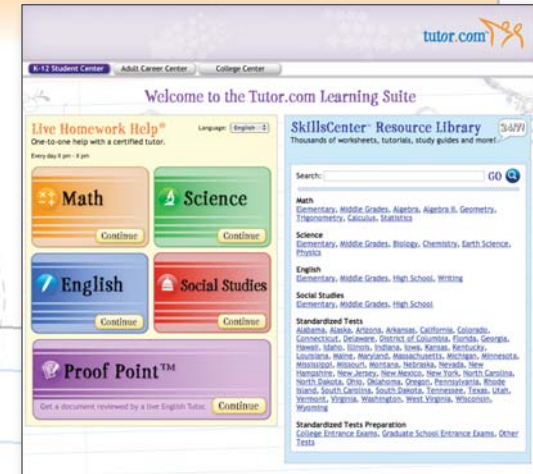 tutor.com
K-12 Student Center
Adult Career Center
College Center
Welcome to the Tutor.com Learning Suite
Live Homework Help®
Language: English
One-to-one help with a certified tutor.
Math
Continue
Science
Continue
English
Continue
Social Studies
Continue
Proof Point™
Get a document reviewed by a live English Tutor.
Continue
SkillsCenter™ Resource Library
24/7!
Thousands of worksheets, tutorials, study guides and more!
Search:
GO
Math
Elementary, Middle Grades, Algebra, Algebra II, Geometry,
Trigonometry, Calculus, Statistics
Science
Elementary, Middle Grades, Biology, Chemistry, Earth Science,
Physics
English
Elementary, Middle Grades, High School, Writing
Social Studies
Elementary, Middle Grades, High School
Standardized Tests
Alabama, Alaska, Arizona, Arkansas, California, Colorado,
Connecticut, Delaware, District of Columbia, Florida, Georgia,
Hawaii, Idaho, Illinois, Indiana, Iowa, Kansas, Kentucky,
Louisiana, Maine, Maryland, Massachusetts, Michigan, Minnesota,
Mississippi, Missouri, Montana, Nebraska, Nevada, New
Hampshire, New Jersey, New Mexico, New York, North Carolina,
North Dakota, Ohio, Oklahoma, Oregon, Pennsylvania, Rhode
Island, South Carolina, South Dakota, Tennessee, Texas, Utah,
Vermont, Virginia, Washington, West Virginia, Wisconsin,
Wyoming
Standardized Tests Preparation
College Entrance Exams, Graduate School Entrance Exams, Other
Tests